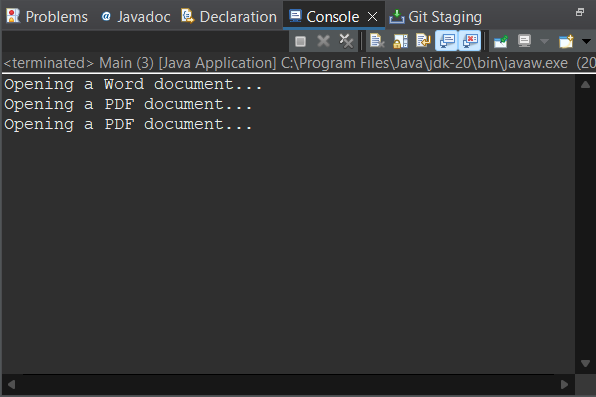 Problems @ Javadoc Declaration Console Git Staging
<terminated> Main (3) [Java Application] C:\Program Files\Java\jdk-20\bin\javaw.exe (20
Opening a Word document...
Opening a PDF document...
Opening a PDF document...